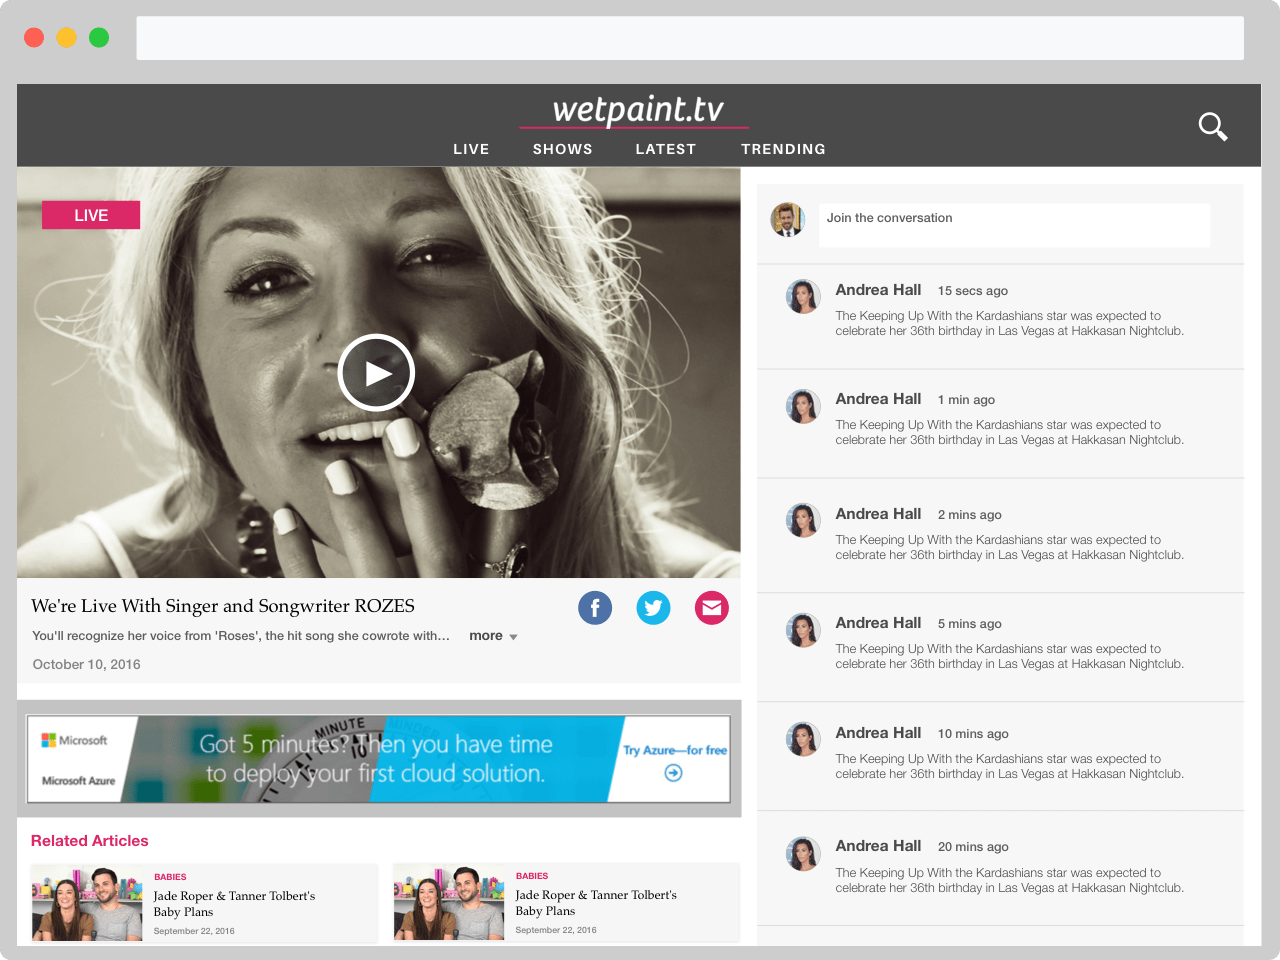 wetpaint.tv
LIVE SHOWS LATEST TRENDING
LIVE
We're Live With Singer and Songwriter ROZES
You'll recognize her voice from 'Roses', the hit song she cowrote with... more
October 10, 2016
Microsoft
Microsoft Azure
MINUTE MINDER
10
Got 5 minutes? Then you have time
to deploy your first cloud solution.
Try Azure—for free
Related Articles
BABIES
Jade Roper & Tanner Tolbert's
Baby Plans
September 22, 2016
BABIES
Jade Roper & Tanner Tolbert's
Baby Plans
September 22, 2016
Join the conversation
Andrea Hall 15 secs ago
The Keeping Up With the Kardashians star was expected to
celebrate her 36th birthday in Las Vegas at Hakkasan Nightclub.
Andrea Hall 1 min ago
The Keeping Up With the Kardashians star was expected to
celebrate her 36th birthday in Las Vegas at Hakkasan Nightclub.
Andrea Hall 2 mins ago
The Keeping Up With the Kardashians star was expected to
celebrate her 36th birthday in Las Vegas at Hakkasan Nightclub.
Andrea Hall 5 mins ago
The Keeping Up With the Kardashians star was expected to
celebrate her 36th birthday in Las Vegas at Hakkasan Nightclub.
Andrea Hall 10 mins ago
The Keeping Up With the Kardashians star was expected to
celebrate her 36th birthday in Las Vegas at Hakkasan Nightclub.
Andrea Hall 20 mins ago
The Keeping Up With the Kardashians star was expected to
celebrate her 36th birthday in Las Vegas at Hakkasan Nightclub.